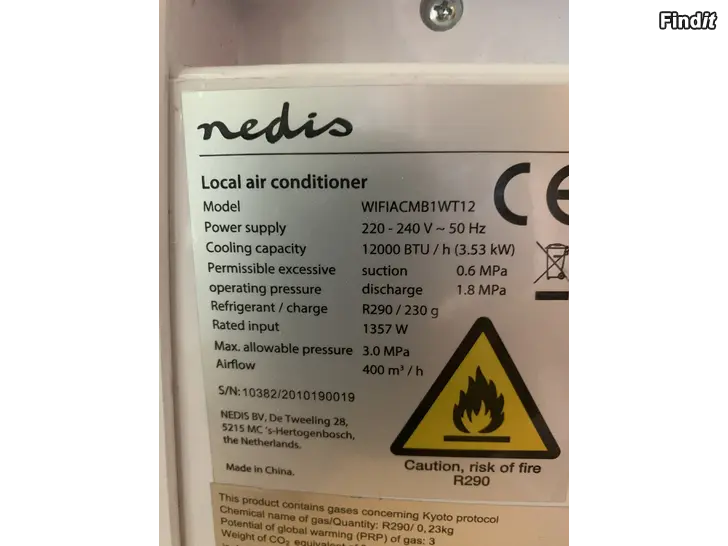 Findit
nedis
Local air conditioner
Model WIFIACMB1WT12
Power supply 220 - 240 V ~ 50 Hz
Cooling capacity 12000 BTU / h (3.53 kW)
Permissible excessive suction 0.6 MPa
operating pressure discharge 1.8 MPa
Refrigerant / charge R290 / 230 g
Rated input 1357 W
Max. allowable pressure 3.0 MPa
Airflow 400 m³ / h
S/N: 10382/2010190019
NEDIS BV, De Tweeling 28,
5215 MC 's-Hertogenbosch,
the Netherlands.
Made in China.
CE
Caution, risk of fire
R290
This product contains gases concerning Kyoto protocol
Chemical name of gas/Quantity: R290/ 0,23kg
Potential of global warming (PRP) of gas: 3
Weight of CO₂ equivalent